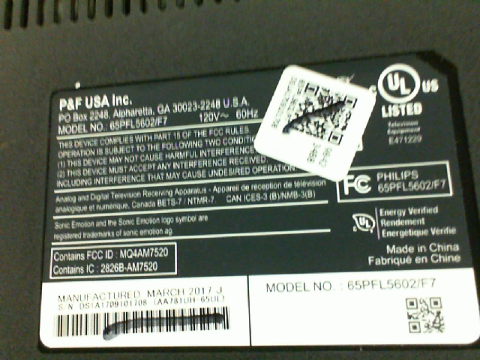 P&F USA Inc.
PO Box 2248, Alpharetta, GA 30023-2248 U.S.A.
MODEL NO.: 65PFL5602/F7 120V~ 60Hz
THIS DEVICE COMPLIES WITH PART 15 OF THE FCC RULES
OPERATION IS SUBJECT TO THE FOLLOWING TWO
(1) THIS DEVICE MAY NOT CAUSE HARMFUL INTERFERENCE
(2) THIS DEVICE MUST ACCEPT ANY INTERFERENCE
INCLUDING INTERFERENCE THAT MAY CAUSE UNDESIRED OPERATION
Analog and Digital Television Receiving Apparatus - Appareil de réception de télévision
analogique et numérique, Canada BETS-7 / NTMR-7. CAN ICES-3 (B)/NMB-3(B)
Sonic Emotion and the Sonic Emotion logo symbol are
registered trademarks of sonic emotion ag.
Contains FCC ID : MQ4AM7520
Contains IC : 2826B-AM7520
UL US
LISTED
Television
Equipment
E471229
FC
PHILIPS
65PFL5602/F7
UL
Energy Verified
Rendement
Énergétique Vérifié
Made in China
Fabriqué en Chine
MANUFACTURED: MARCH 2017 J
S/N: DS1A1709101708 (AA781UH-65UL)
MODEL NO.: 65PFL5602/F7